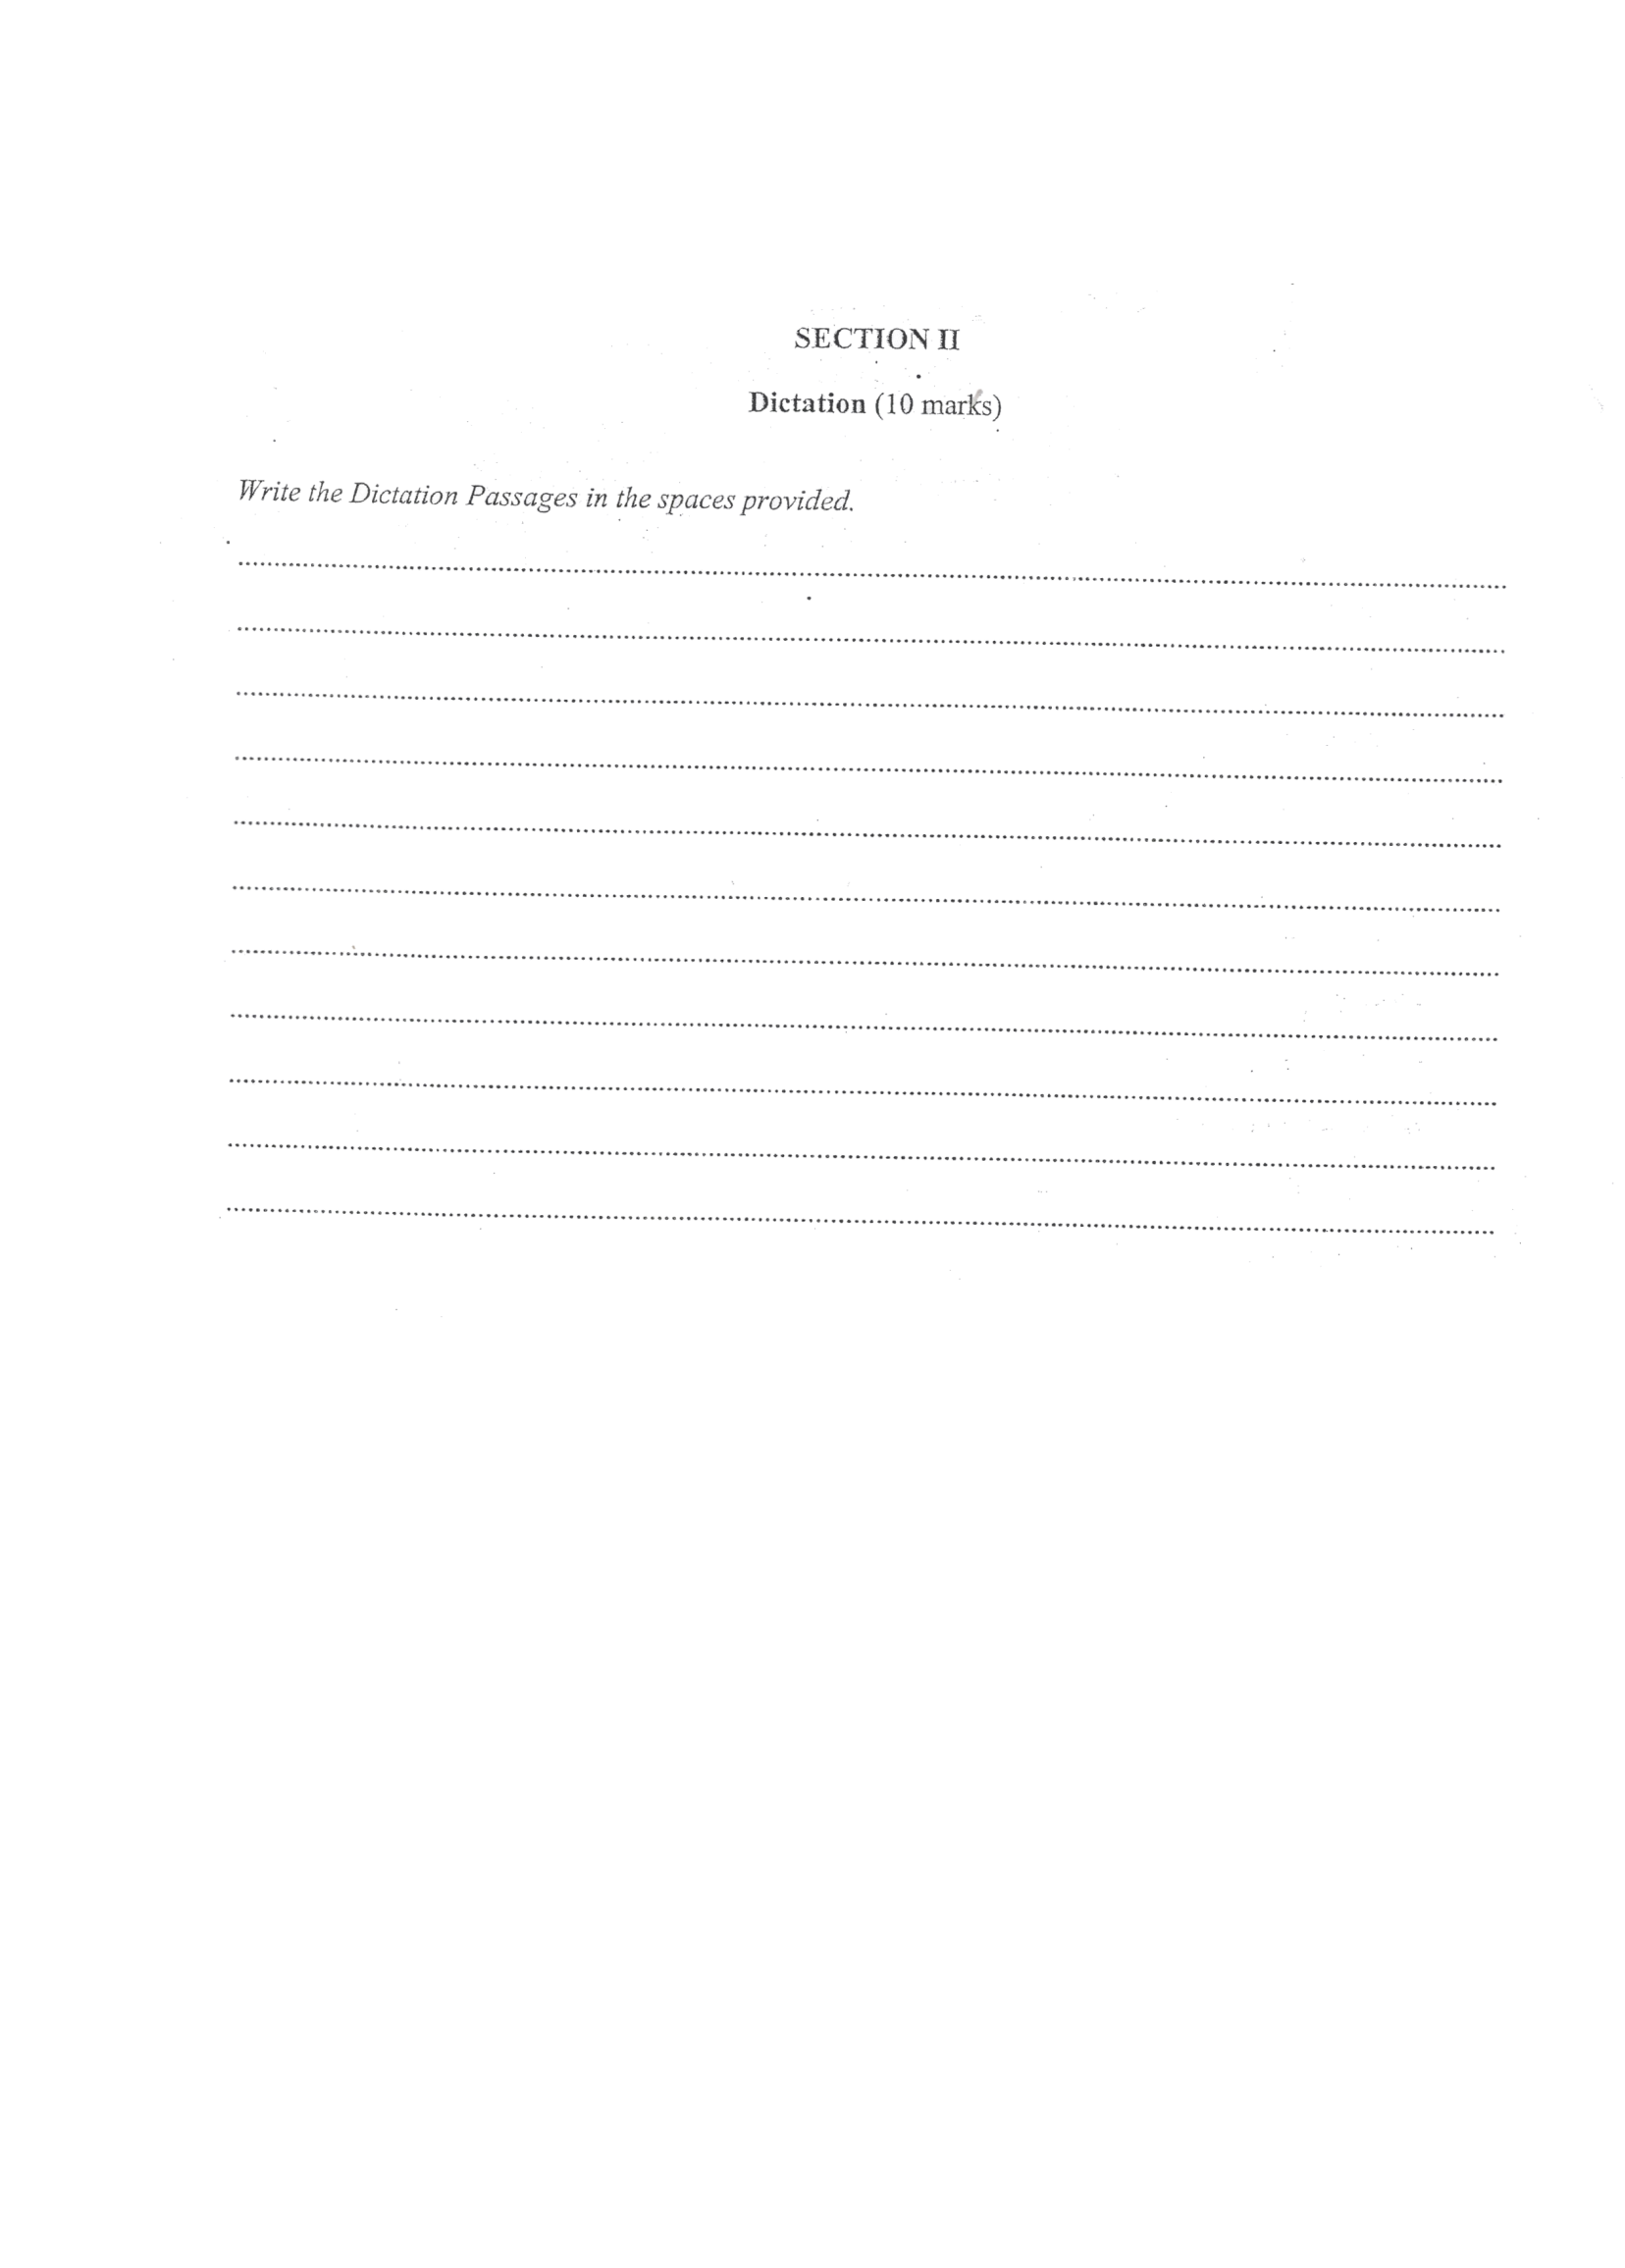 SECTION II
Dictation (10 marks)
Write the Dictation Passages in the spaces provided.